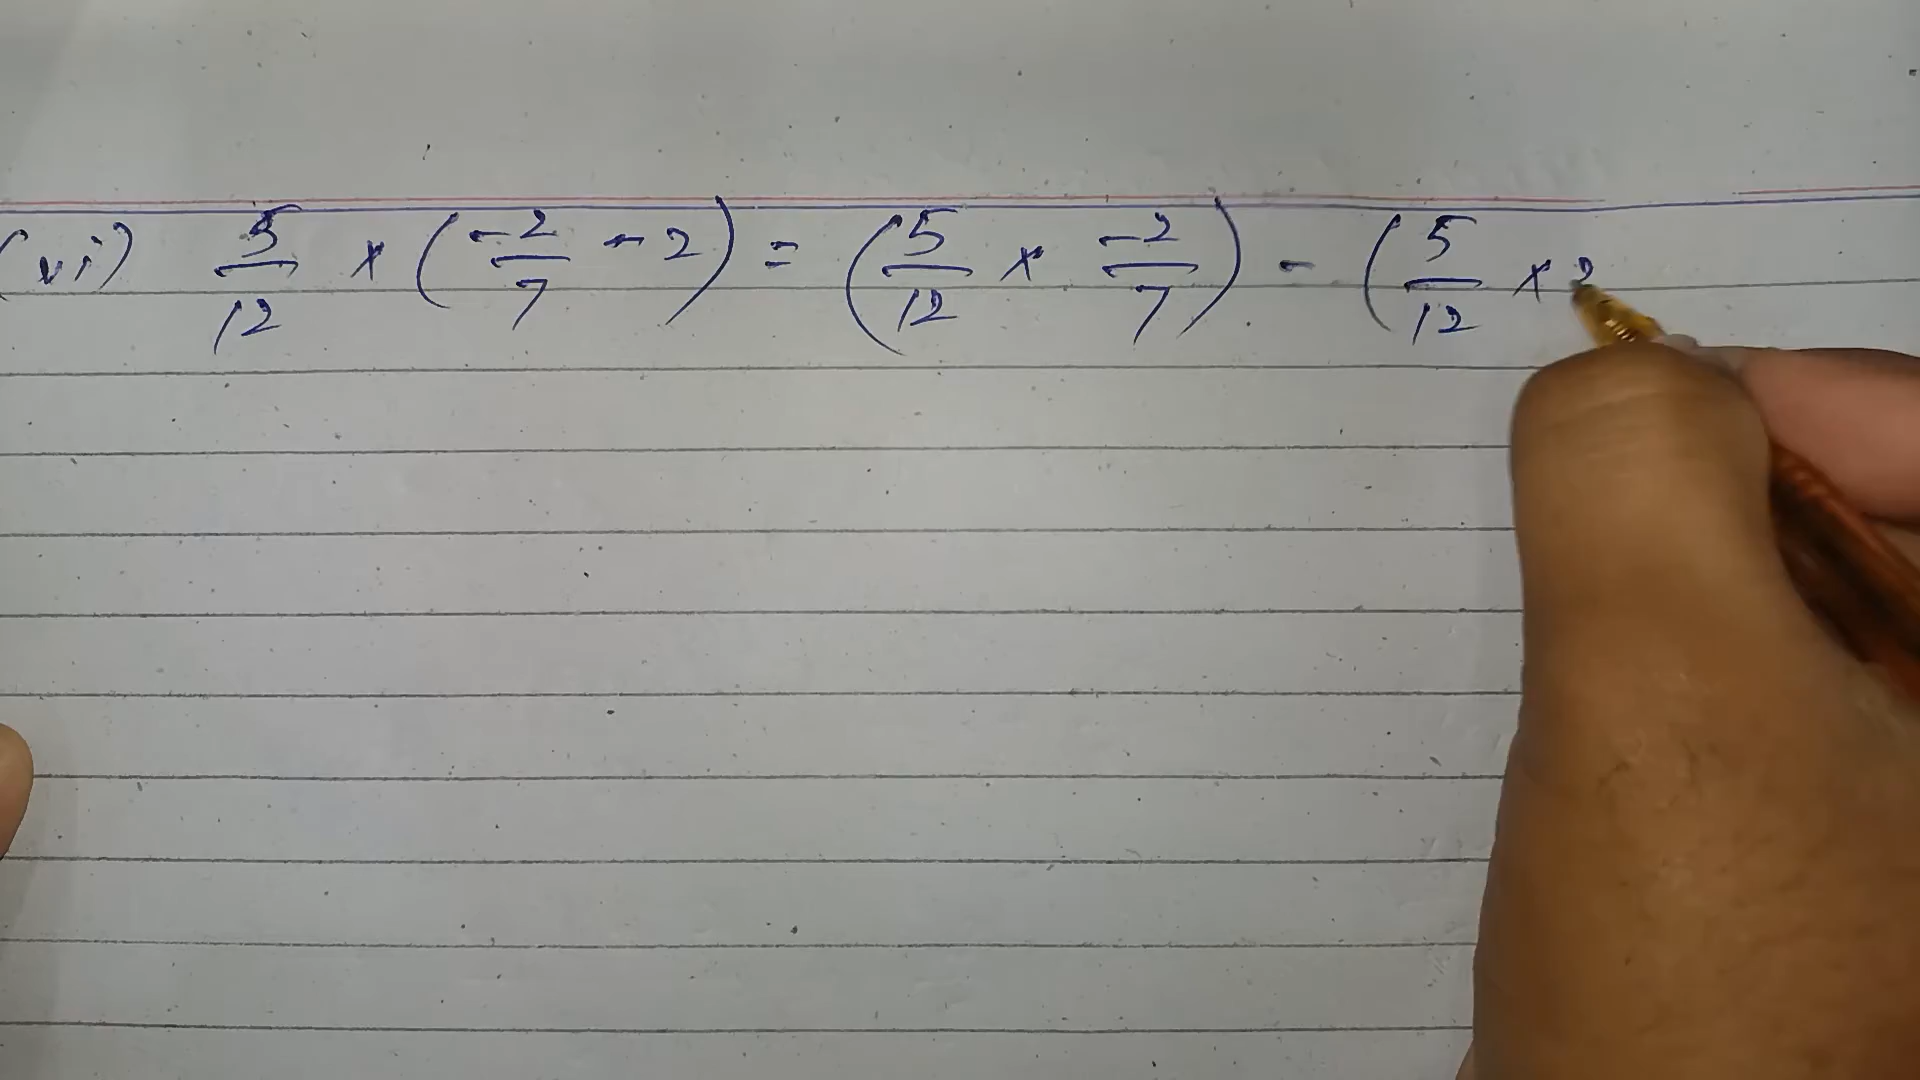 (vi) 5/12 × (-2/7 - 2) = (5/12 × -2/7) - (5/12 × 2